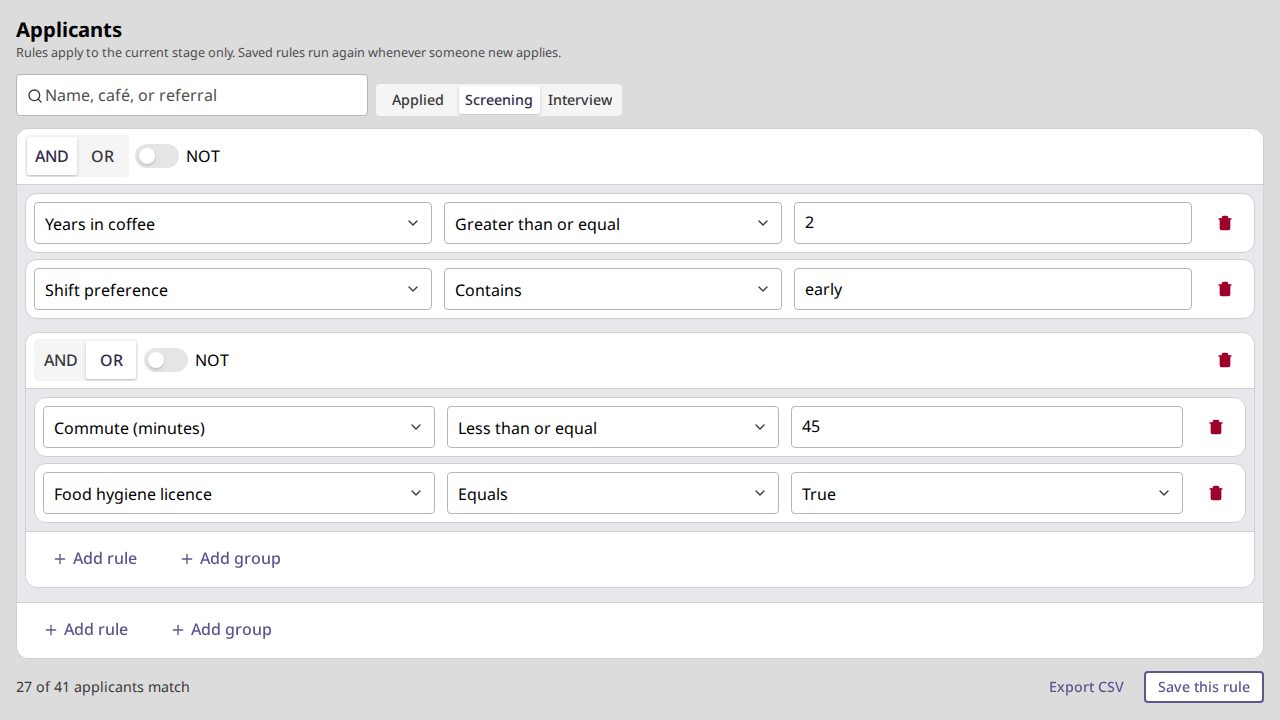 Applicants
Rules apply to the current stage only. Saved rules run again whenever someone new applies.
Name, café, or referral
Applied Screening Interview
AND OR NOT
Years in coffee Greater than or equal 2
Shift preference Contains early
AND OR NOT
Commute (minutes) Less than or equal 45
Food hygiene licence Equals True
+ Add rule + Add group
+ Add rule + Add group
27 of 41 applicants match Export CSV Save this rule